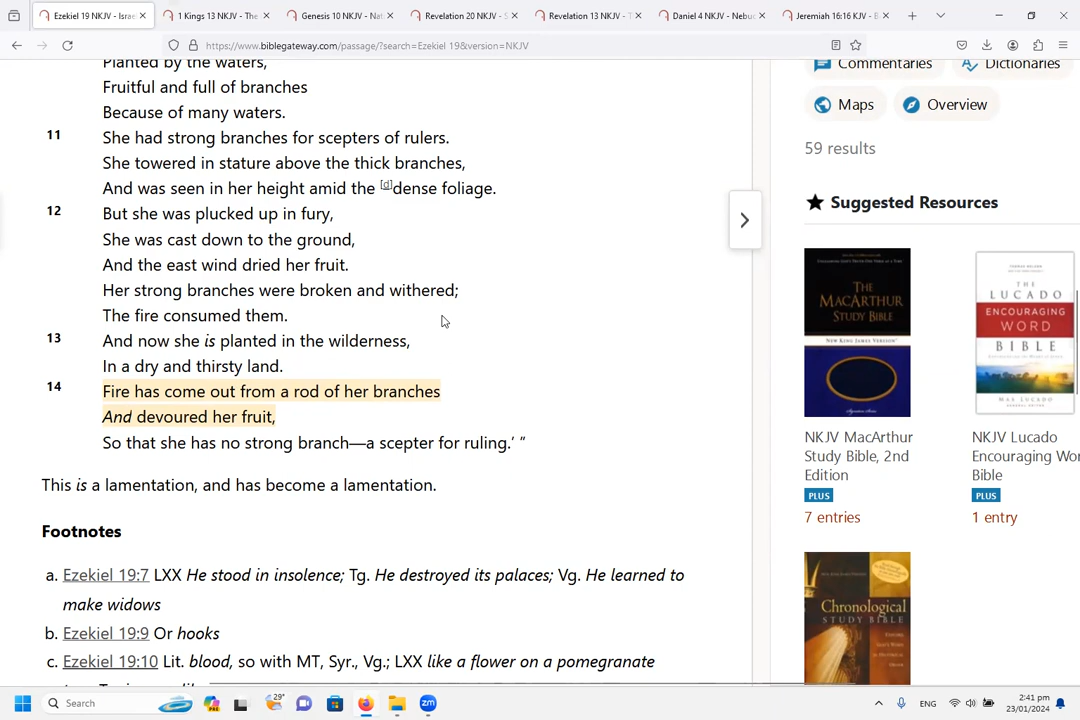 Ezekiel 19 NKJV - Israel
1 Kings 13 NKJV - The
Genesis 10 NKJV - Nat
Revelation 20 NKJV - S
Revelation 13 NKJV - T
Daniel 4 NKJV - Nebuc
Jeremiah 16:16 KJV - B
https://www.biblegateway.com/passage/?search=Ezekiel 19&version=NKJV
Planted by the waters,
Fruitful and full of branches
Because of many waters.
11 She had strong branches for scepters of rulers.
She towered in stature above the thick branches,
And was seen in her height amid the [d]dense foliage.
12 But she was plucked up in fury,
She was cast down to the ground,
And the east wind dried her fruit.
Her strong branches were broken and withered;
The fire consumed them.
13 And now she is planted in the wilderness,
In a dry and thirsty land.
14 Fire has come out from a rod of her branches
And devoured her fruit,
So that she has no strong branch—a scepter for ruling.’ ”
This is a lamentation, and has become a lamentation.
Footnotes
a. Ezekiel 19:7 LXX He stood in insolence; Tg. He destroyed its palaces; Vg. He learned to
make widows
b. Ezekiel 19:9 Or hooks
c. Ezekiel 19:10 Lit. blood, so with MT, Syr., Vg.; LXX like a flower on a pomegranate
Commentaries
Dictionaries
Maps
Overview
59 results
Suggested Resources
THE
MACARTHUR
STUDY BIBLE
NEW KING JAMES VERSION
NKJV MacArthur
Study Bible, 2nd
Edition
PLUS
7 entries
THE
LUCADO
ENCOURAGING
WORD
BIBLE
MAX LUCADO
NKJV Lucado
Encouraging Wor
Bible
PLUS
1 entry
THE
Chronological
STUDY BIBLE
Search
29°
ENG
2:41 pm
23/01/2024